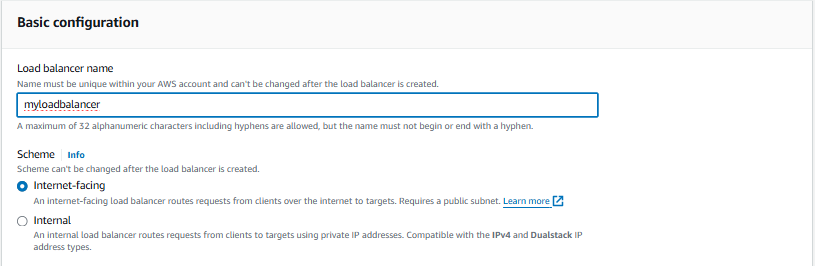 Basic configuration
Load balancer name
Name must be unique within your AWS account and can't be changed after the load balancer is created.
myloadbalancer
A maximum of 32 alphanumeric characters including hyphens are allowed, but the name must not begin or end with a hyphen.
Scheme Info
Scheme can't be changed after the load balancer is created.
Internet-facing
An internet-facing load balancer routes requests from clients over the internet to targets. Requires a public subnet. Learn more
Internal
An internal load balancer routes requests from clients to targets using private IP addresses. Compatible with the IPv4 and Dualstack IP
address types.